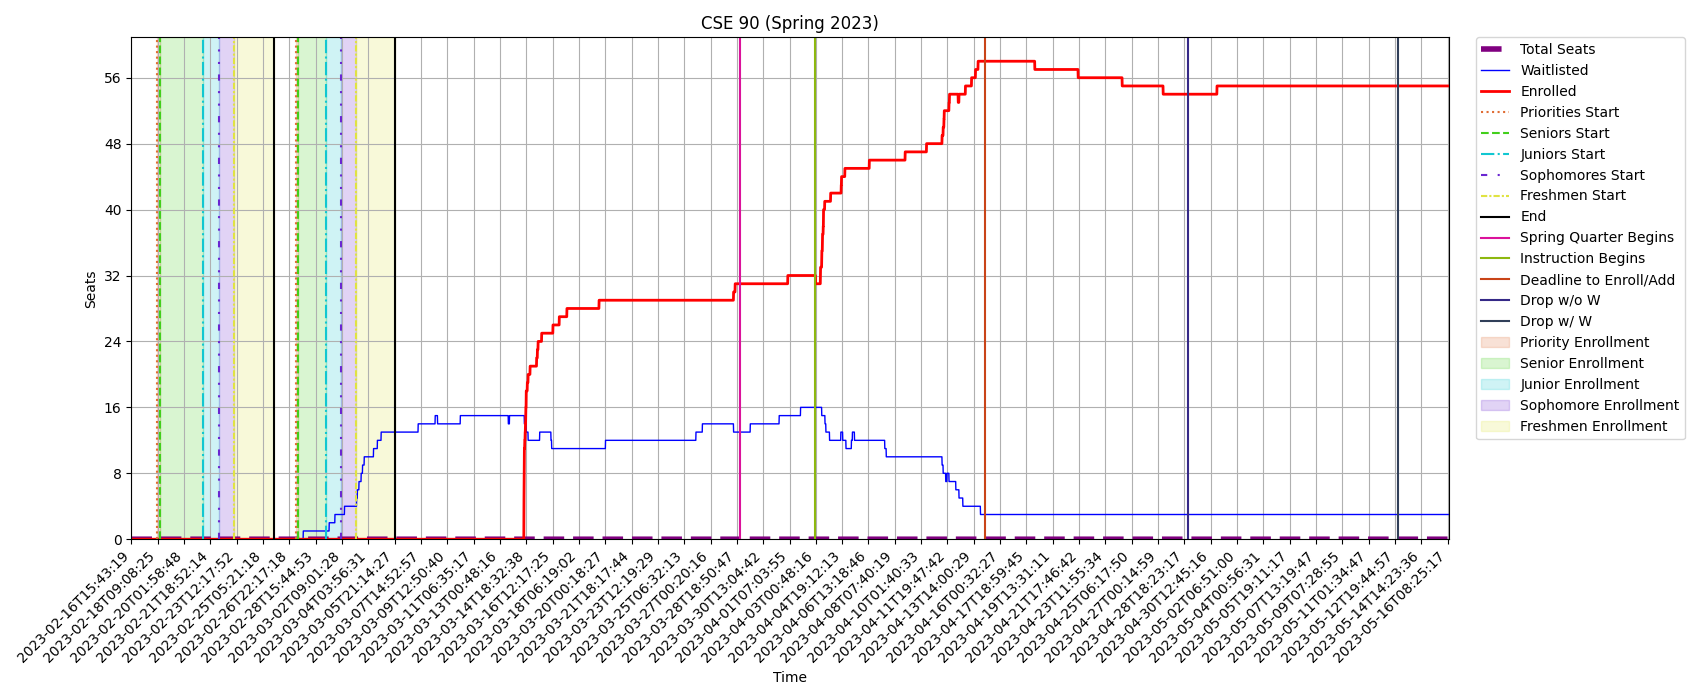 CSE 90 (Spring 2023)
Seats
56
48
40
32
24
16
8
0
2023-02-16T15:43:19
2023-02-18T09:08:25
2023-02-20T01:58:48
2023-02-21T18:52:14
2023-02-23T12:17:52
2023-02-25T05:21:18
2023-02-26T22:17:18
2023-02-28T15:44:53
2023-03-02T09:01:28
2023-03-04T03:56:31
2023-03-05T21:14:27
2023-03-07T14:52:57
2023-03-09T12:50:40
2023-03-11T06:35:17
2023-03-13T00:48:16
2023-03-14T18:32:38
2023-03-16T12:17:25
2023-03-18T06:19:02
2023-03-20T00:18:27
2023-03-21T18:17:44
2023-03-23T12:19:29
2023-03-25T06:32:13
2023-03-27T00:20:16
2023-03-28T18:50:47
2023-03-30T13:04:42
2023-04-01T07:03:55
2023-04-03T00:48:16
2023-04-04T19:12:13
2023-04-06T13:18:46
2023-04-08T07:40:19
2023-04-10T01:40:33
2023-04-11T19:47:42
2023-04-13T14:00:29
2023-04-16T00:32:27
2023-04-17T18:59:45
2023-04-19T13:31:11
2023-04-21T17:46:42
2023-04-23T11:55:34
2023-04-25T06:17:50
2023-04-27T00:14:59
2023-04-28T18:23:17
2023-04-30T12:45:16
2023-05-02T06:51:00
2023-05-04T00:56:31
2023-05-05T19:11:17
2023-05-07T13:19:47
2023-05-09T07:28:55
2023-05-11T01:34:47
2023-05-12T19:44:57
2023-05-14T14:23:36
2023-05-16T08:25:17
Time
Total Seats
Waitlisted
Enrolled
Priorities Start
Seniors Start
Juniors Start
Sophomores Start
Freshmen Start
End
Spring Quarter Begins
Instruction Begins
Deadline to Enroll/Add
Drop w/o W
Drop w/ W
Priority Enrollment
Senior Enrollment
Junior Enrollment
Sophomore Enrollment
Freshmen Enrollment